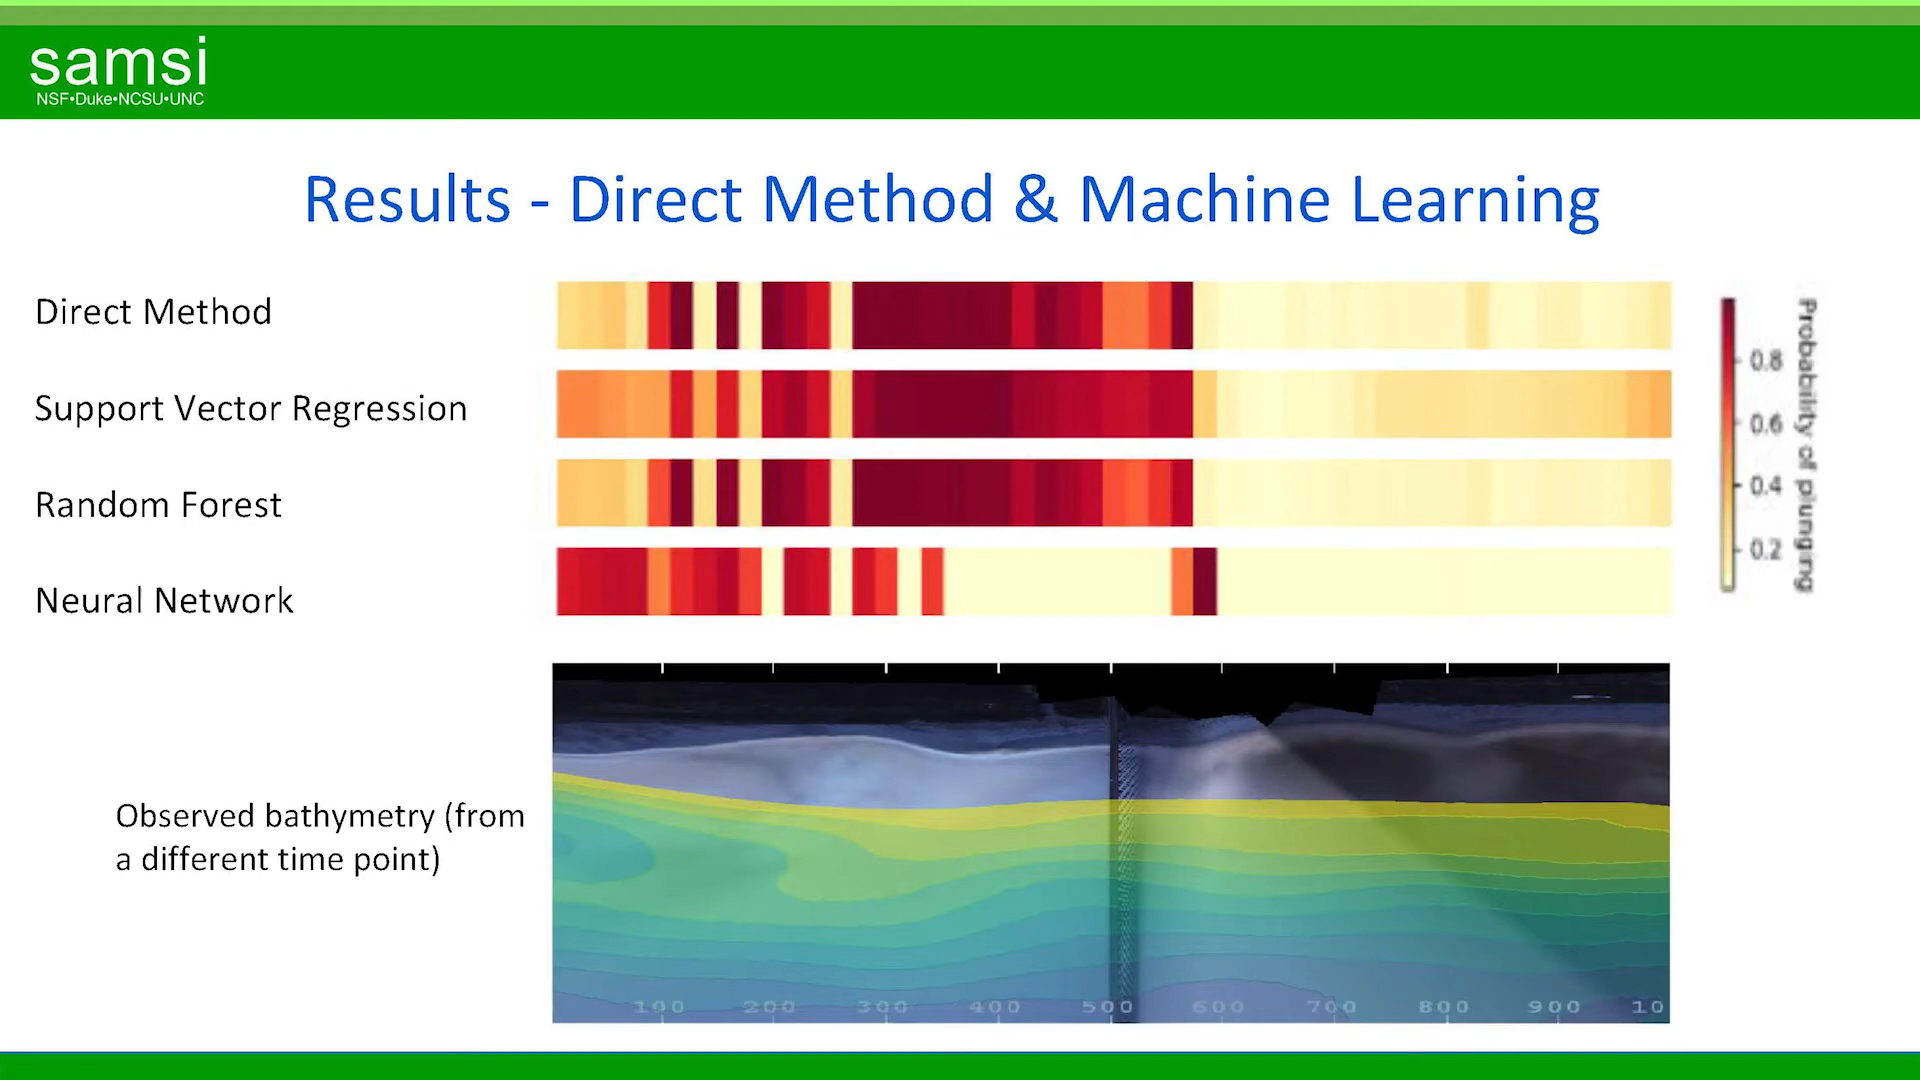 samsi
NSF•Duke•NCSU•UNC
Results - Direct Method & Machine Learning
Direct Method
Support Vector Regression
Random Forest
Neural Network
0.8
0.6
0.4
0.2
Probability of plunging
Observed bathymetry (from
a different time point)
100 200 300 400 500 600 700 800 900 10